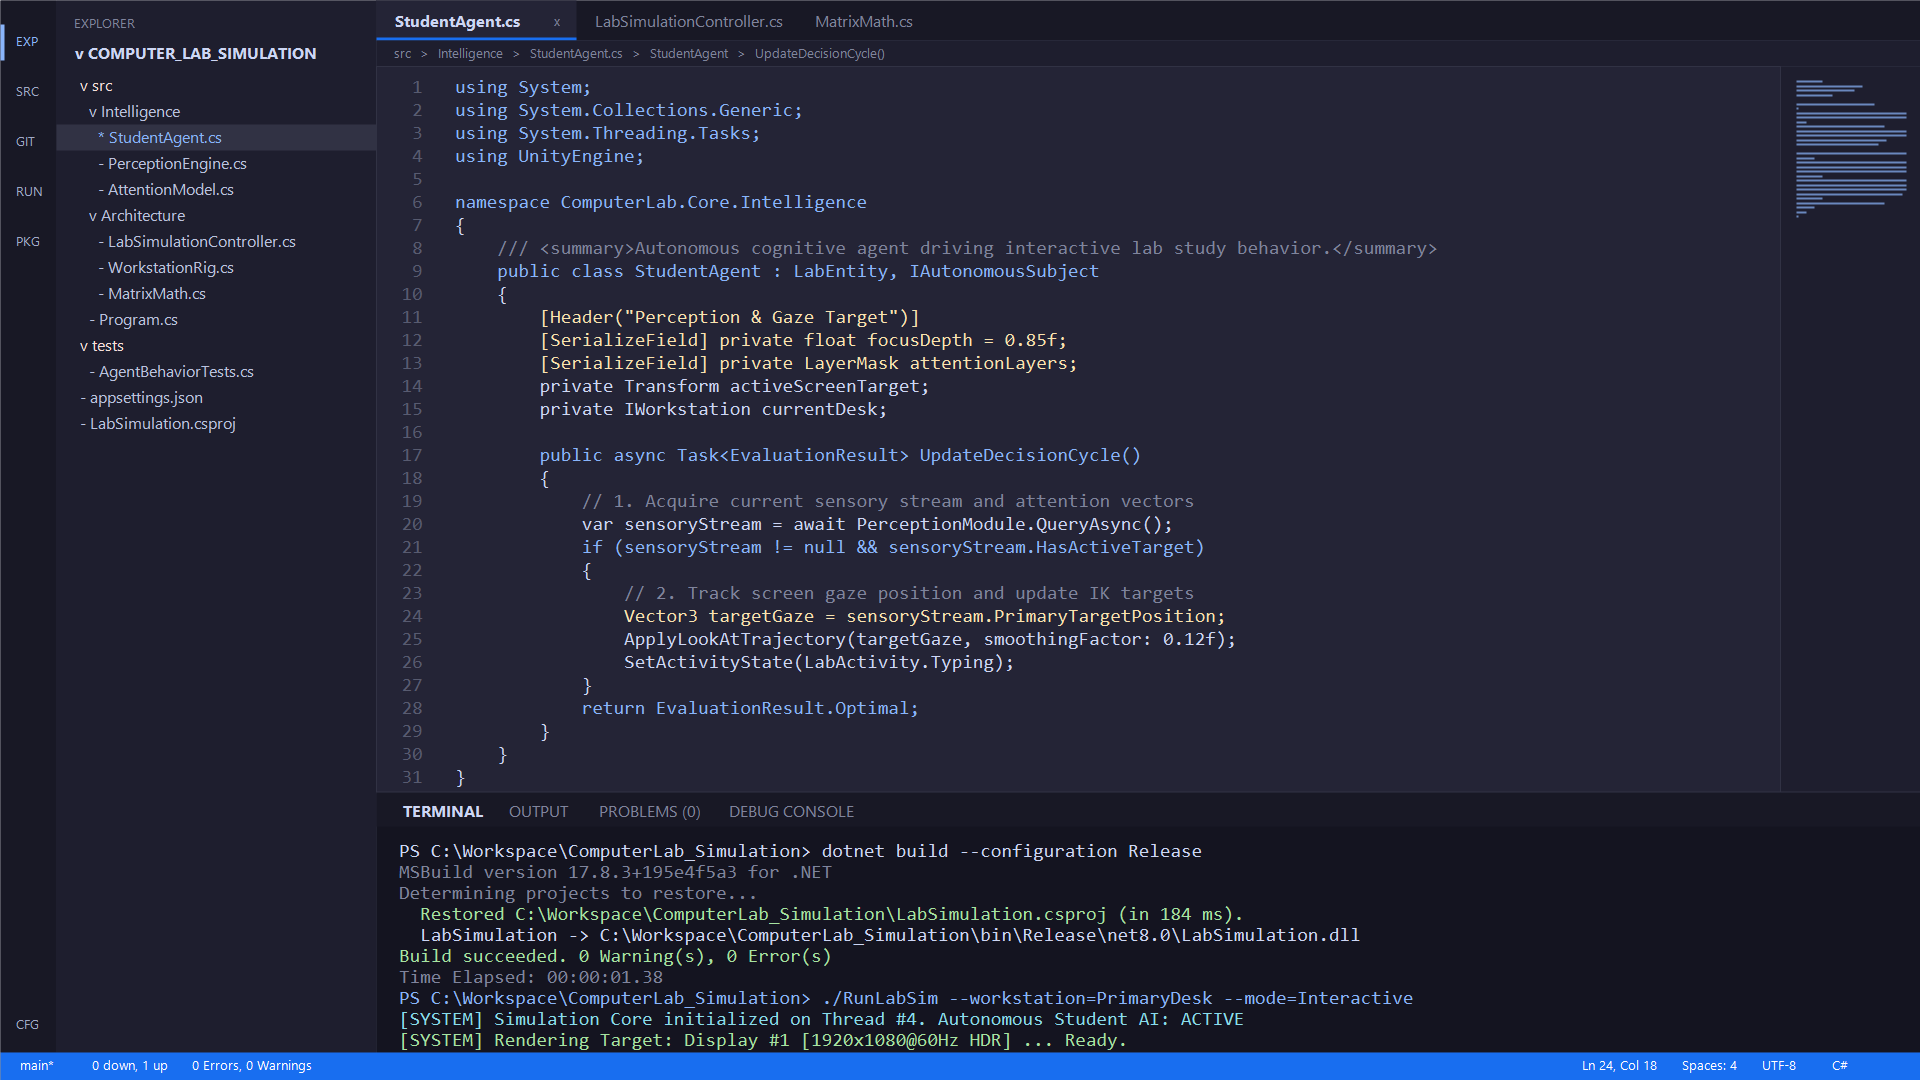 EXP
SRC
GIT
RUN
PKG
CFG
EXPLORER
v COMPUTER_LAB_SIMULATION
v src
v Intelligence
* StudentAgent.cs
- PerceptionEngine.cs
- AttentionModel.cs
v Architecture
- LabSimulationController.cs
- WorkstationRig.cs
- MatrixMath.cs
- Program.cs
v tests
- AgentBehaviorTests.cs
- appsettings.json
- LabSimulation.csproj
StudentAgent.cs x LabSimulationController.cs MatrixMath.cs
src > Intelligence > StudentAgent.cs > StudentAgent > UpdateDecisionCycle()
1 using System;
2 using System.Collections.Generic;
3 using System.Threading.Tasks;
4 using UnityEngine;
5
6 namespace ComputerLab.Core.Intelligence
7 {
8     /// <summary>Autonomous cognitive agent driving interactive lab study behavior.</summary>
9     public class StudentAgent : LabEntity, IAutonomousSubject
10     {
11         [Header("Perception & Gaze Target")]
12         [SerializeField] private float focusDepth = 0.85f;
13         [SerializeField] private LayerMask attentionLayers;
14         private Transform activeScreenTarget;
15         private IWorkstation currentDesk;
16
17         public async Task<EvaluationResult> UpdateDecisionCycle()
18         {
19             // 1. Acquire current sensory stream and attention vectors
20             var sensoryStream = await PerceptionModule.QueryAsync();
21             if (sensoryStream != null && sensoryStream.HasActiveTarget)
22             {
23                 // 2. Track screen gaze position and update IK targets
24                 Vector3 targetGaze = sensoryStream.PrimaryTargetPosition;
25                 ApplyLookAtTrajectory(targetGaze, smoothingFactor: 0.12f);
26                 SetActivityState(LabActivity.Typing);
27             }
28             return EvaluationResult.Optimal;
29         }
30     }
31 }
TERMINAL OUTPUT PROBLEMS (0) DEBUG CONSOLE
PS C:\Workspace\ComputerLab_Simulation> dotnet build --configuration Release
MSBuild version 17.8.3+195e4f5a3 for .NET
Determining projects to restore...
  Restored C:\Workspace\ComputerLab_Simulation\LabSimulation.csproj (in 184 ms).
  LabSimulation -> C:\Workspace\ComputerLab_Simulation\bin\Release\net8.0\LabSimulation.dll
Build succeeded. 0 Warning(s), 0 Error(s)
Time Elapsed: 00:00:01.38
PS C:\Workspace\ComputerLab_Simulation> ./RunLabSim --workstation=PrimaryDesk --mode=Interactive
[SYSTEM] Simulation Core initialized on Thread #4. Autonomous Student AI: ACTIVE
[SYSTEM] Rendering Target: Display #1 [1920x1080@60Hz HDR] ... Ready.
main* 0 down, 1 up 0 Errors, 0 Warnings Ln 24, Col 18 Spaces: 4 UTF-8 C#